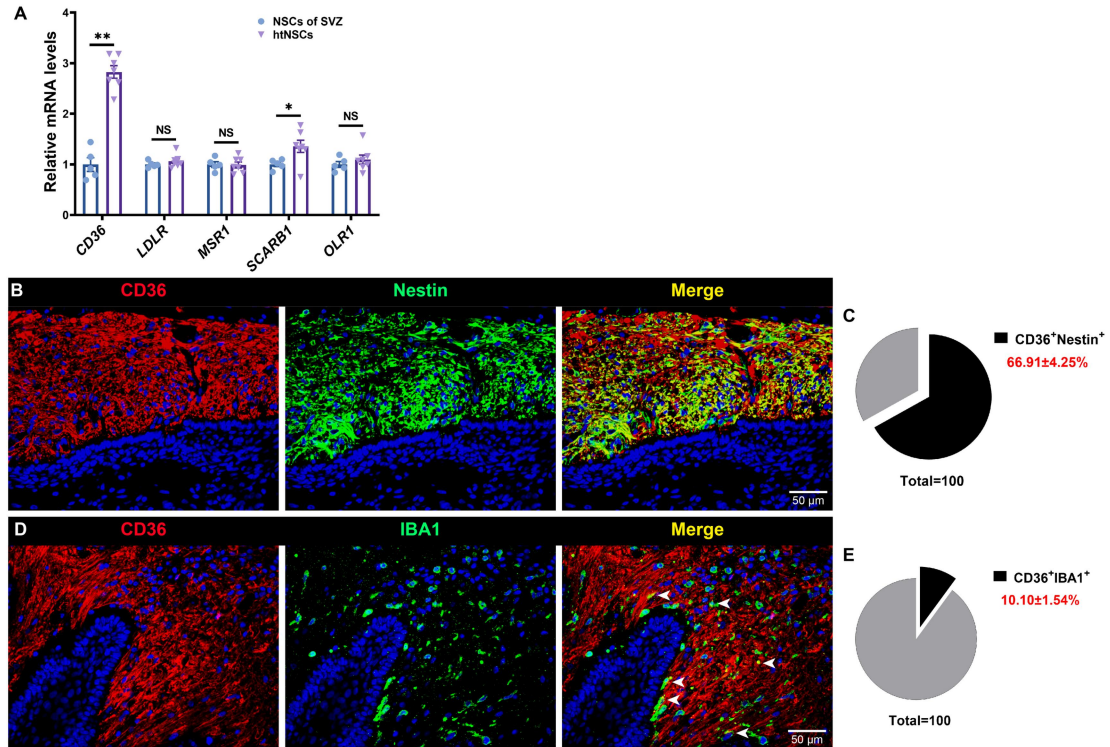 A
Relative mRNA levels
4
3
2
1
0
NSCs of SVZ
htNSCs
**
NS
NS
*
NS
CD36
LDLR
MSR1
SCARB1
OLR1
B
CD36
Nestin
Merge
50 µm
C
CD36⁺Nestin⁺
66.91±4.25%
Total=100
D
CD36
IBA1
Merge
50 µm
E
CD36⁺IBA1⁺
10.10±1.54%
Total=100